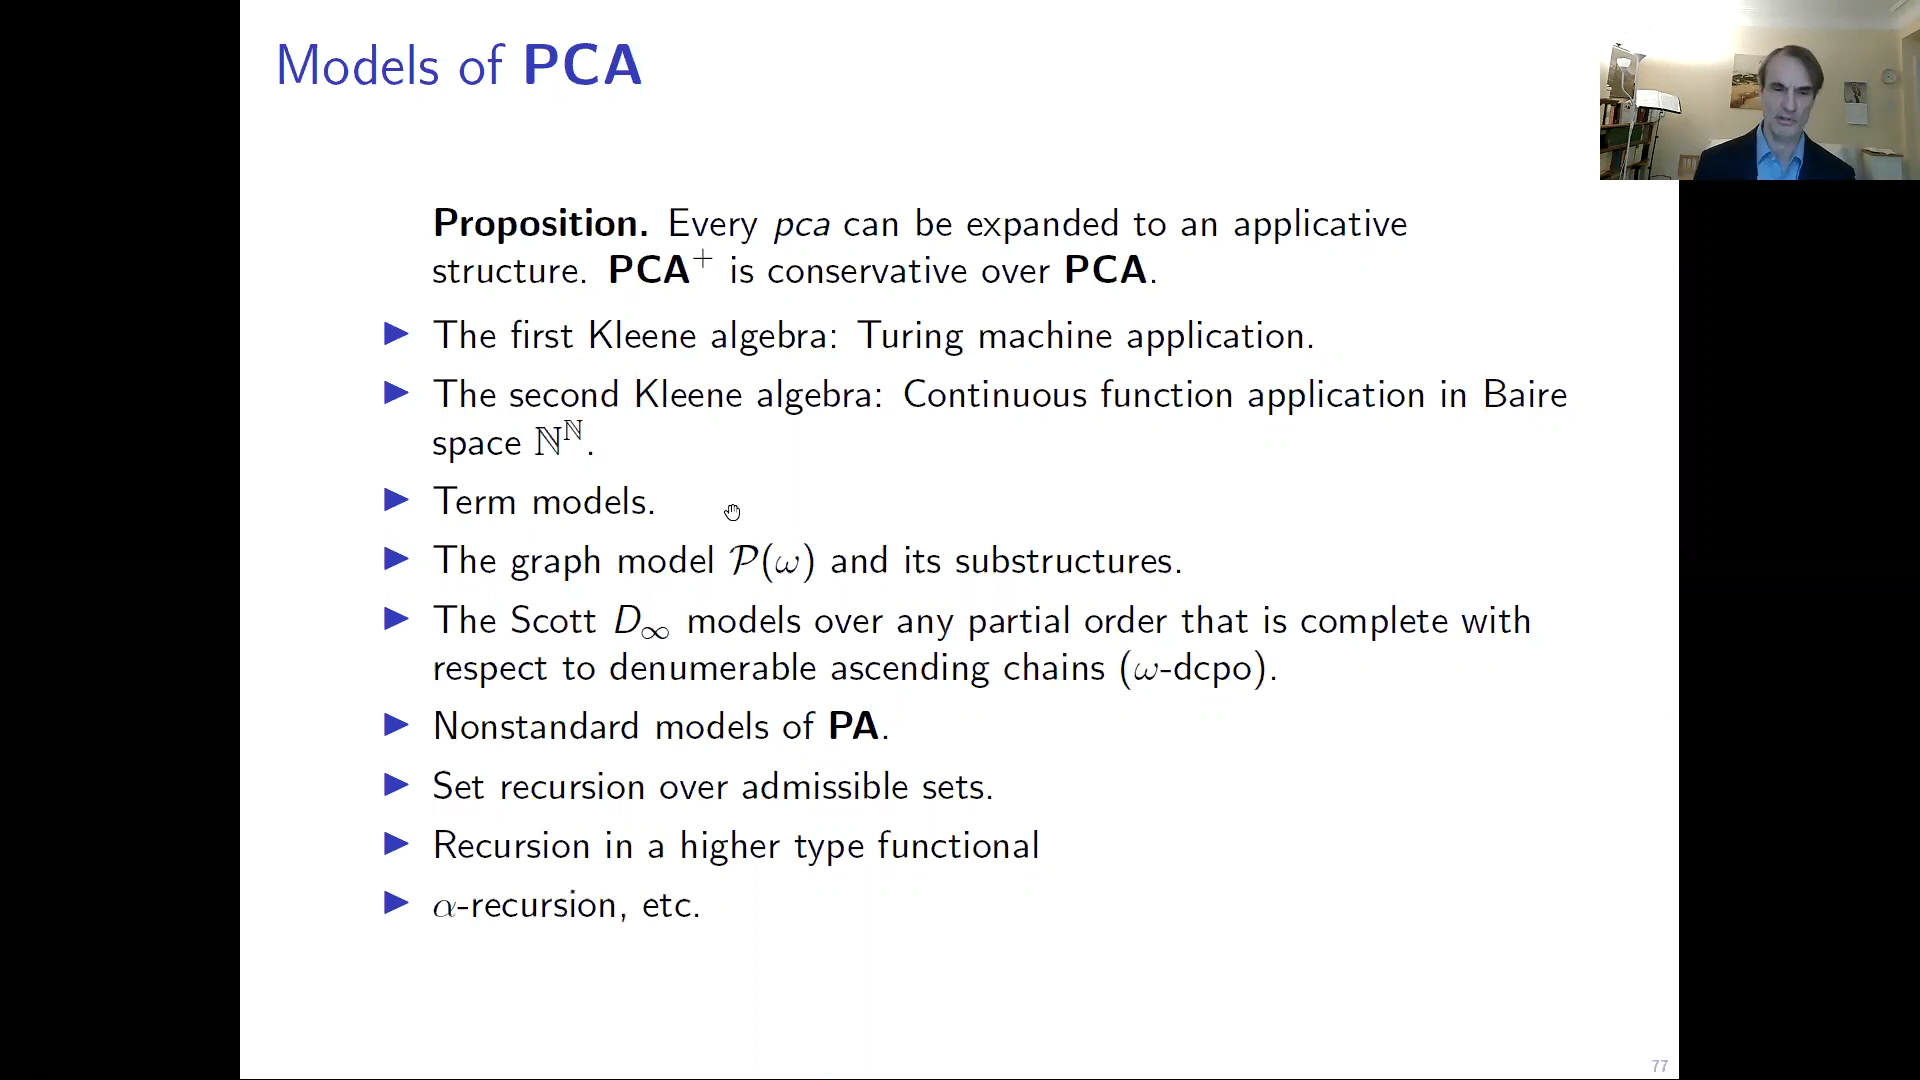 Models of PCA
Proposition. Every pca can be expanded to an applicative
structure. PCA⁺ is conservative over PCA.
▶ The first Kleene algebra: Turing machine application.
▶ The second Kleene algebra: Continuous function application in Baire
space ℕ^ℕ.
▶ Term models.
▶ The graph model 𝒫(ω) and its substructures.
▶ The Scott D∞ models over any partial order that is complete with
respect to denumerable ascending chains (ω-dcpo).
▶ Nonstandard models of PA.
▶ Set recursion over admissible sets.
▶ Recursion in a higher type functional
▶ α-recursion, etc.
77